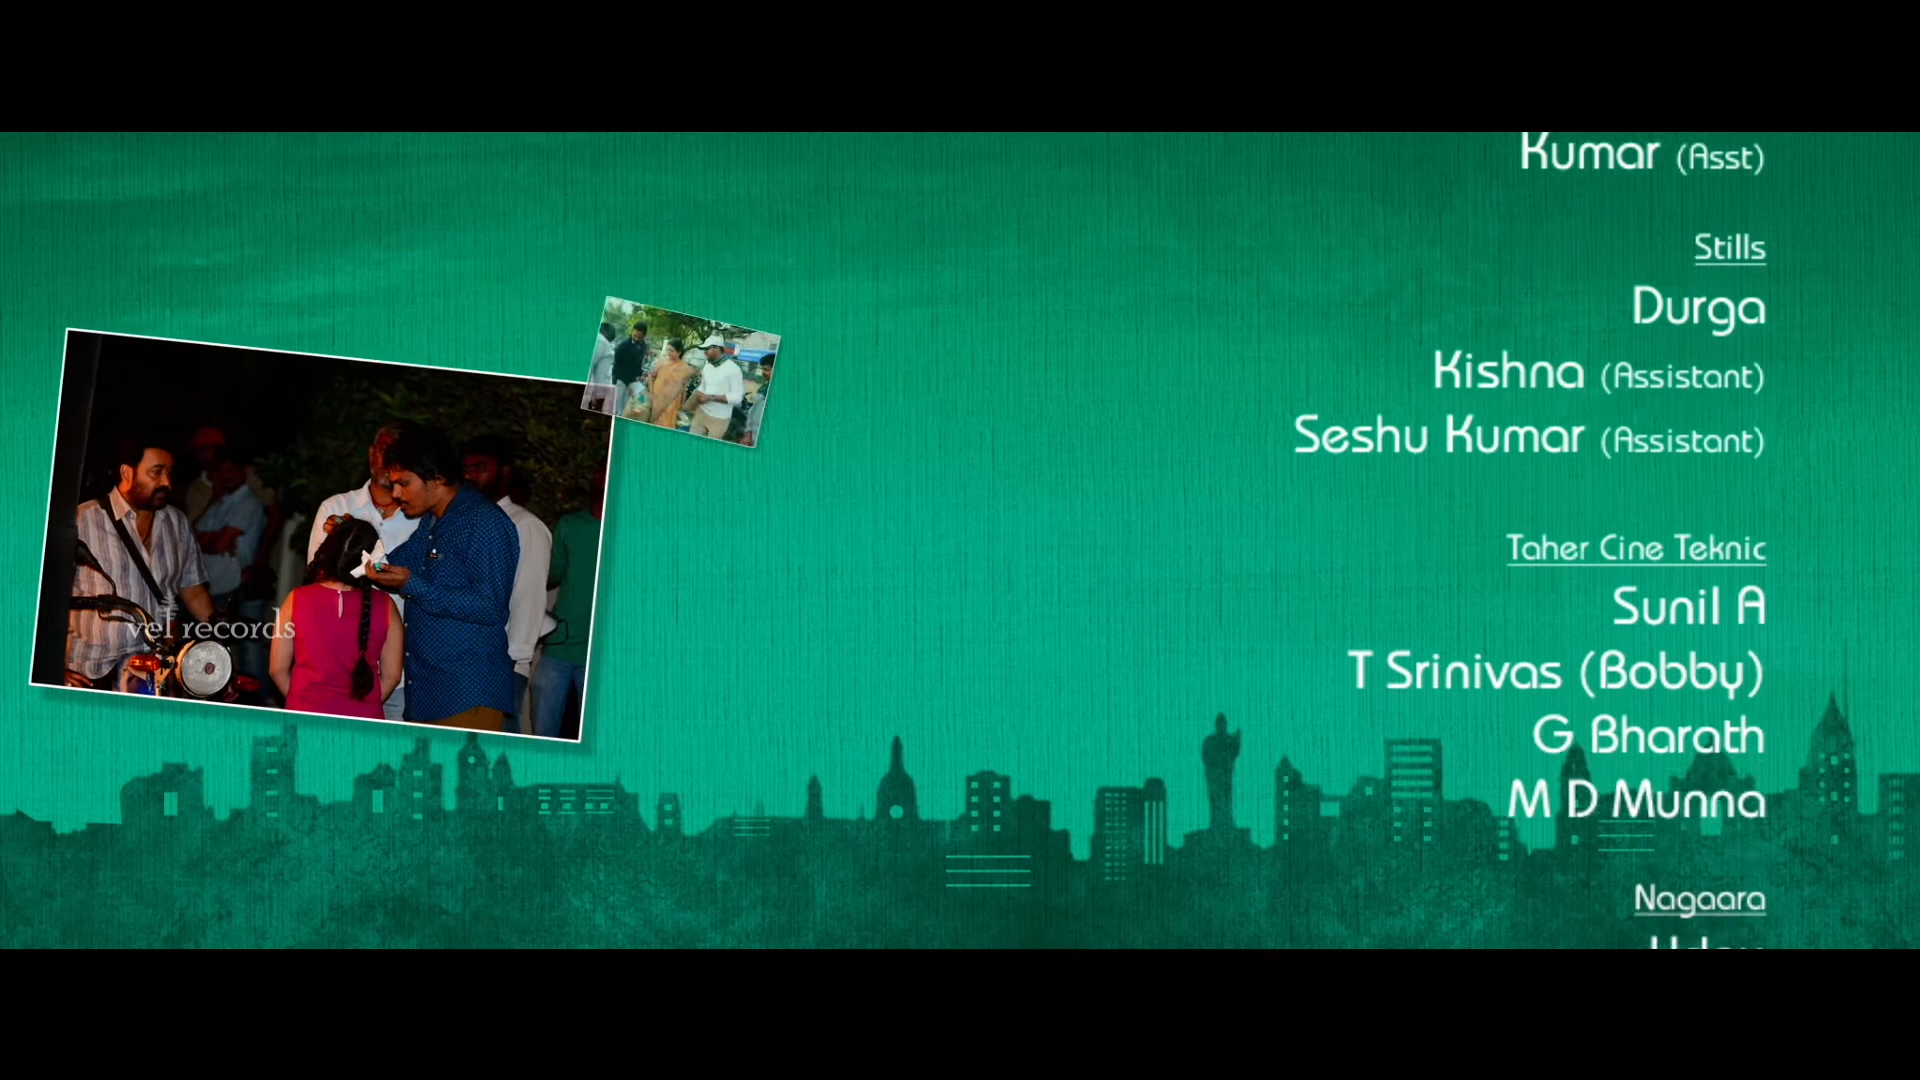 Kumar (Asst)
Stills
Durga
Kishna (Assistant)
Seshu Kumar (Assistant)
Taher Cine Teknic
Sunil A
T Srinivas (Bobby)
G Bharath
M D Munna
Nagaara
vel records